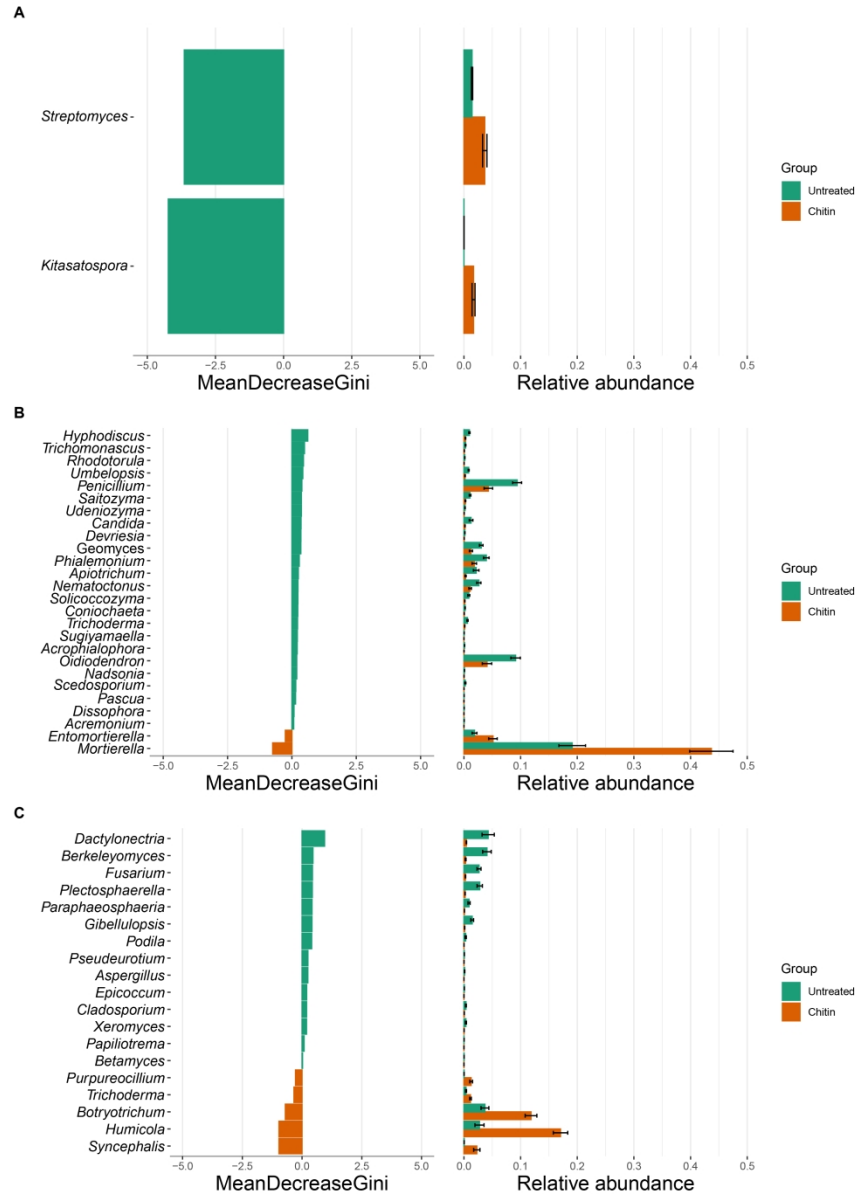 A
Streptomyces
Kitasatospora
−5.0 −2.5 0.0 2.5 5.0
MeanDecreaseGini
0.0 0.1 0.2 0.3 0.4 0.5
Relative abundance
Group
Untreated
Chitin
B
Hyphodiscus
Trichomonascus
Rhodotorula
Umbelopsis
Penicillium
Saitozyma
Udeniozyma
Candida
Devriesia
Geomyces
Phialemonium
Apiotrichum
Nematoctonus
Solicoccozyma
Coniochaeta
Trichoderma
Sugiyamaella
Acrophialophora
Oidiodendron
Nadsonia
Scedosporium
Pascua
Dissophora
Acremonium
Entomortierella
Mortierella
−5.0 −2.5 0.0 2.5 5.0
MeanDecreaseGini
0.0 0.1 0.2 0.3 0.4 0.5
Relative abundance
Group
Untreated
Chitin
C
Dactylonectria
Berkeleyomyces
Fusarium
Plectosphaerella
Paraphaeosphaeria
Gibellulopsis
Podila
Pseudeurotium
Aspergillus
Epicoccum
Cladosporium
Xeromyces
Papiliotrema
Betamyces
Purpureocillium
Trichoderma
Botryotrichum
Humicola
Syncephalis
−5.0 −2.5 0.0 2.5 5.0
MeanDecreaseGini
0.0 0.1 0.2 0.3 0.4 0.5
Relative abundance
Group
Untreated
Chitin